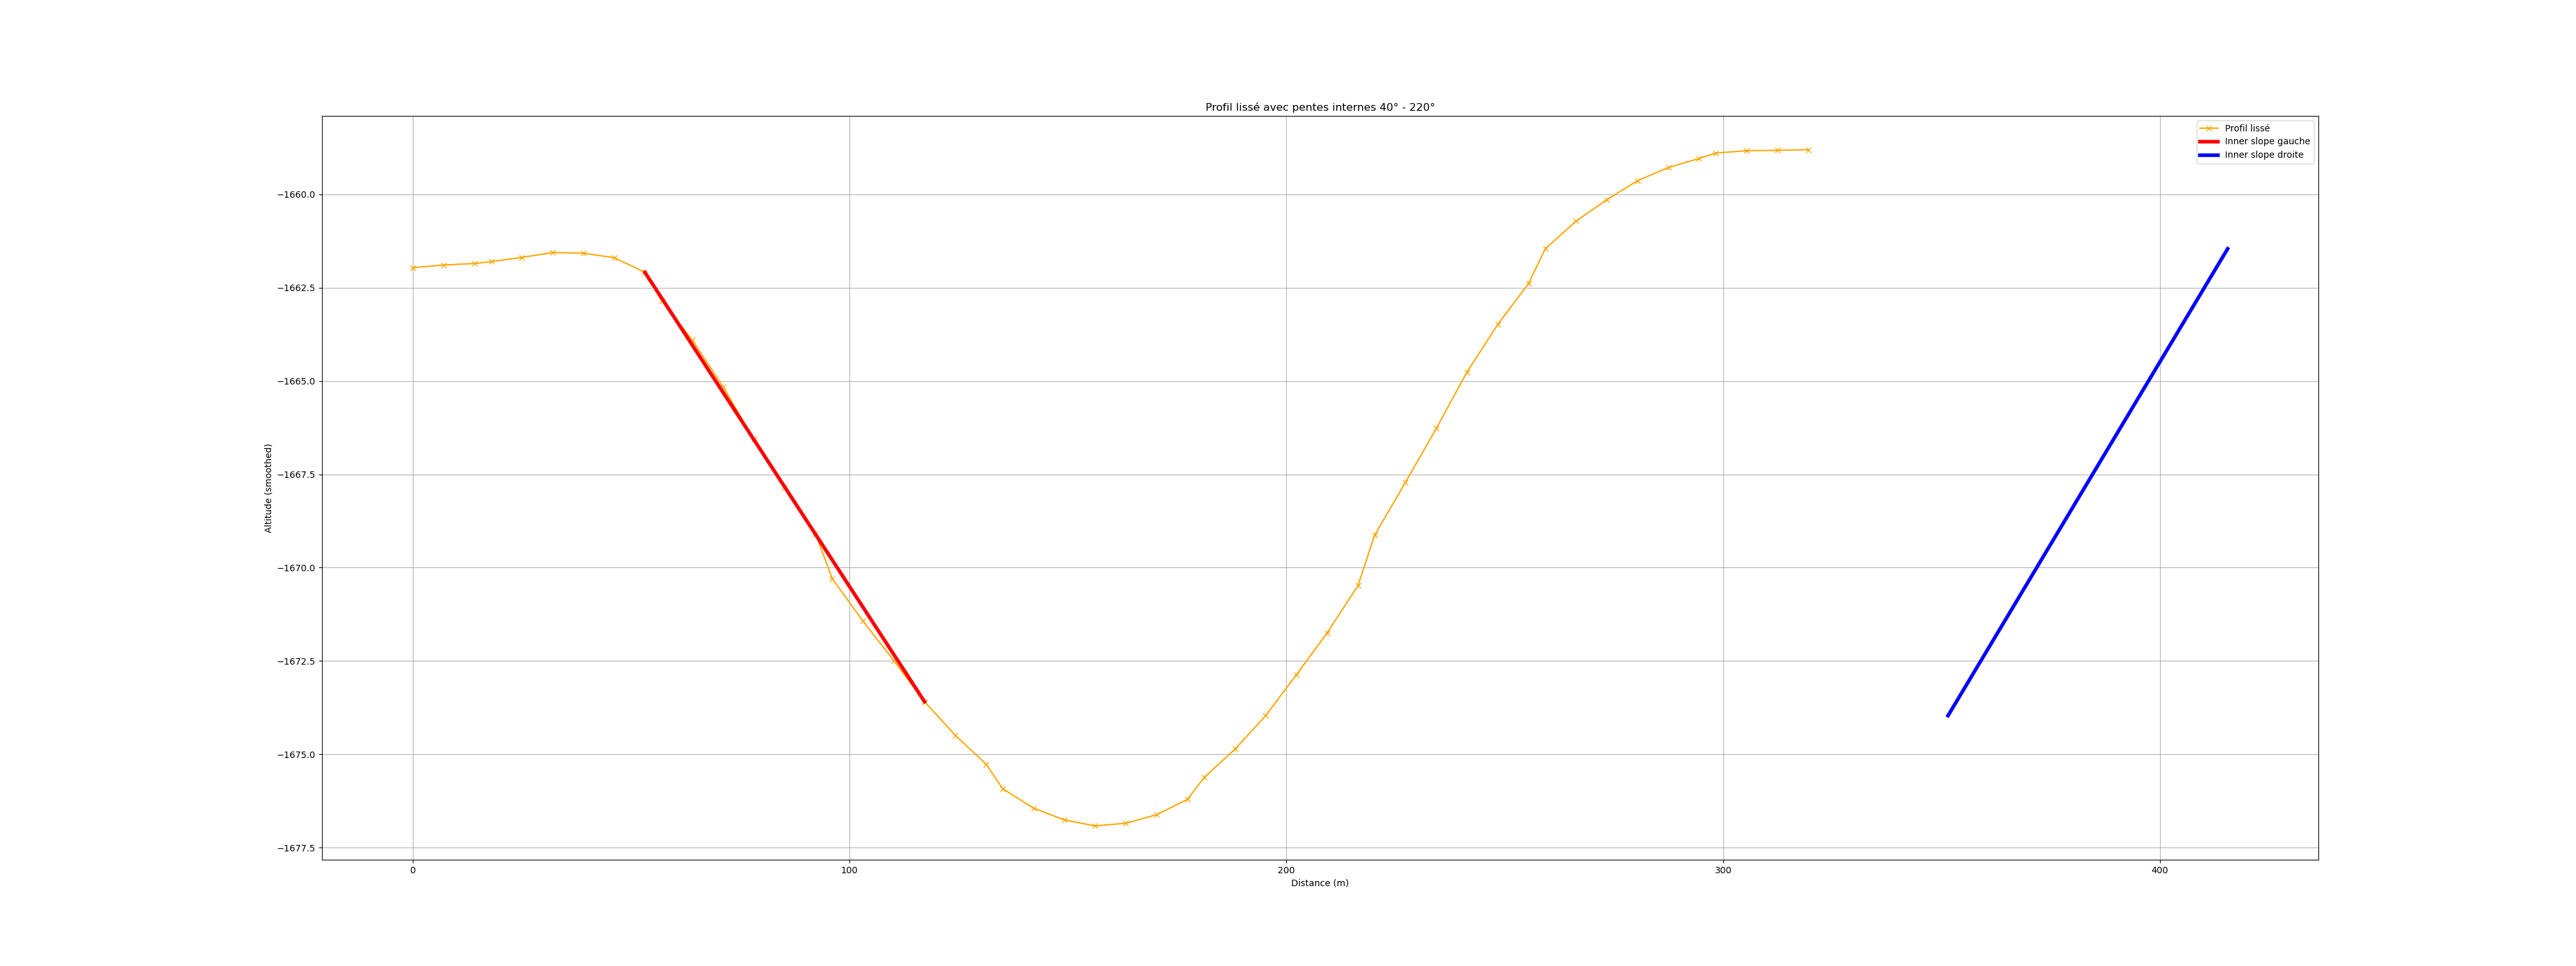 Profil lissé avec pentes internes 40° - 220°
Profil lissé
Inner slope gauche
Inner slope droite
−1660.0
−1662.5
−1665.0
−1667.5
−1670.0
−1672.5
−1675.0
−1677.5
Altitude (smoothed)
0 100 200 300 400
Distance (m)